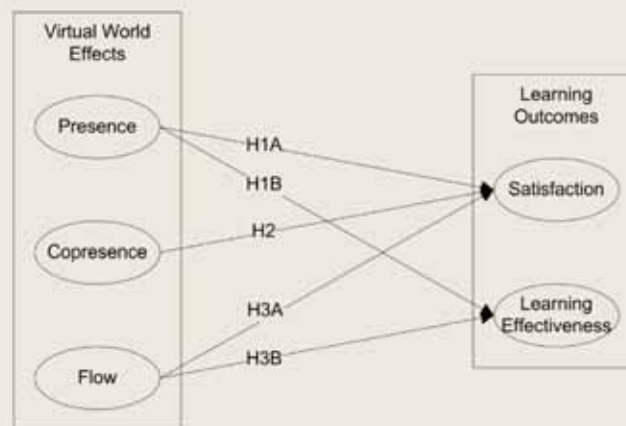 Virtual World
Effects
Presence
Copresence
Flow
H1A
H1B
H2
H3A
H3B
Learning
Outcomes
Satisfaction
Learning
Effectiveness